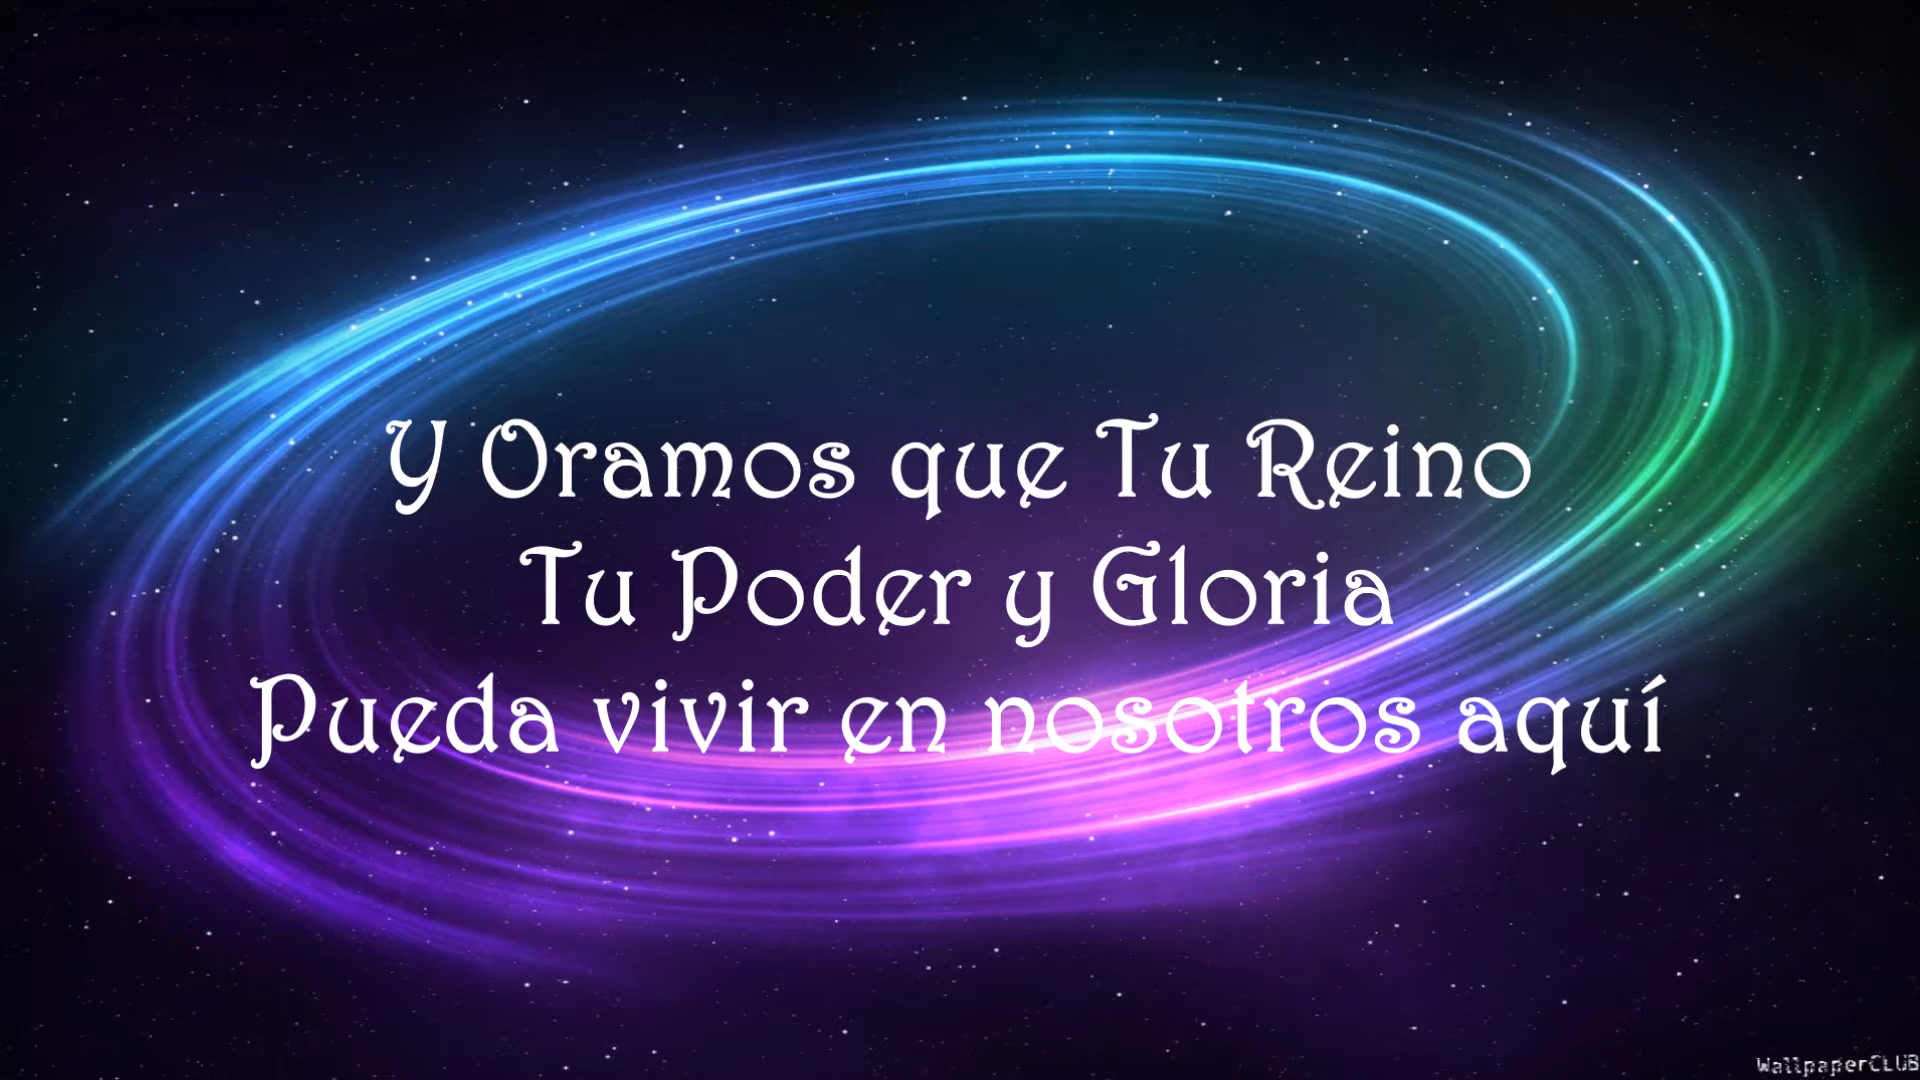 Y Oramos que Tu Reino
Tu Poder y Gloria
Pueda vivir en nosotros aquí
WallpaperCLUB